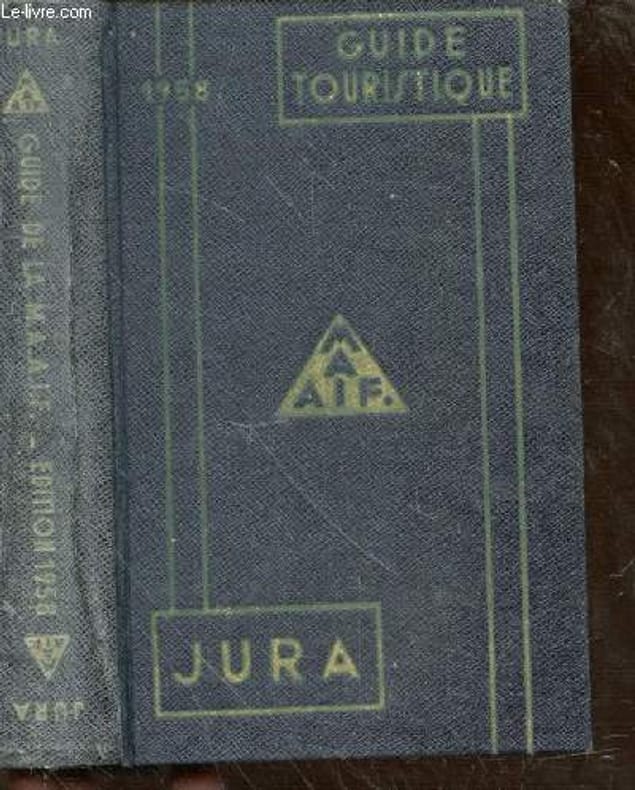 Le-livre.com
JURA
M.A.
A.I.F.
GUIDE DE LA M.A.A.I.F. - EDITION 1958
JURA
1958
GUIDE
TOURISTIQUE
M
A
A.I.F.
JURA